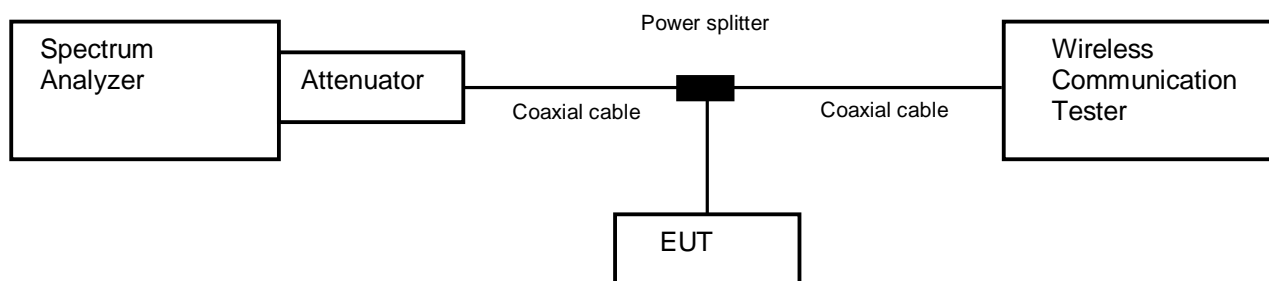 Power splitter
Spectrum
Analyzer
Attenuator
Coaxial cable
Coaxial cable
Wireless
Communication
Tester
EUT